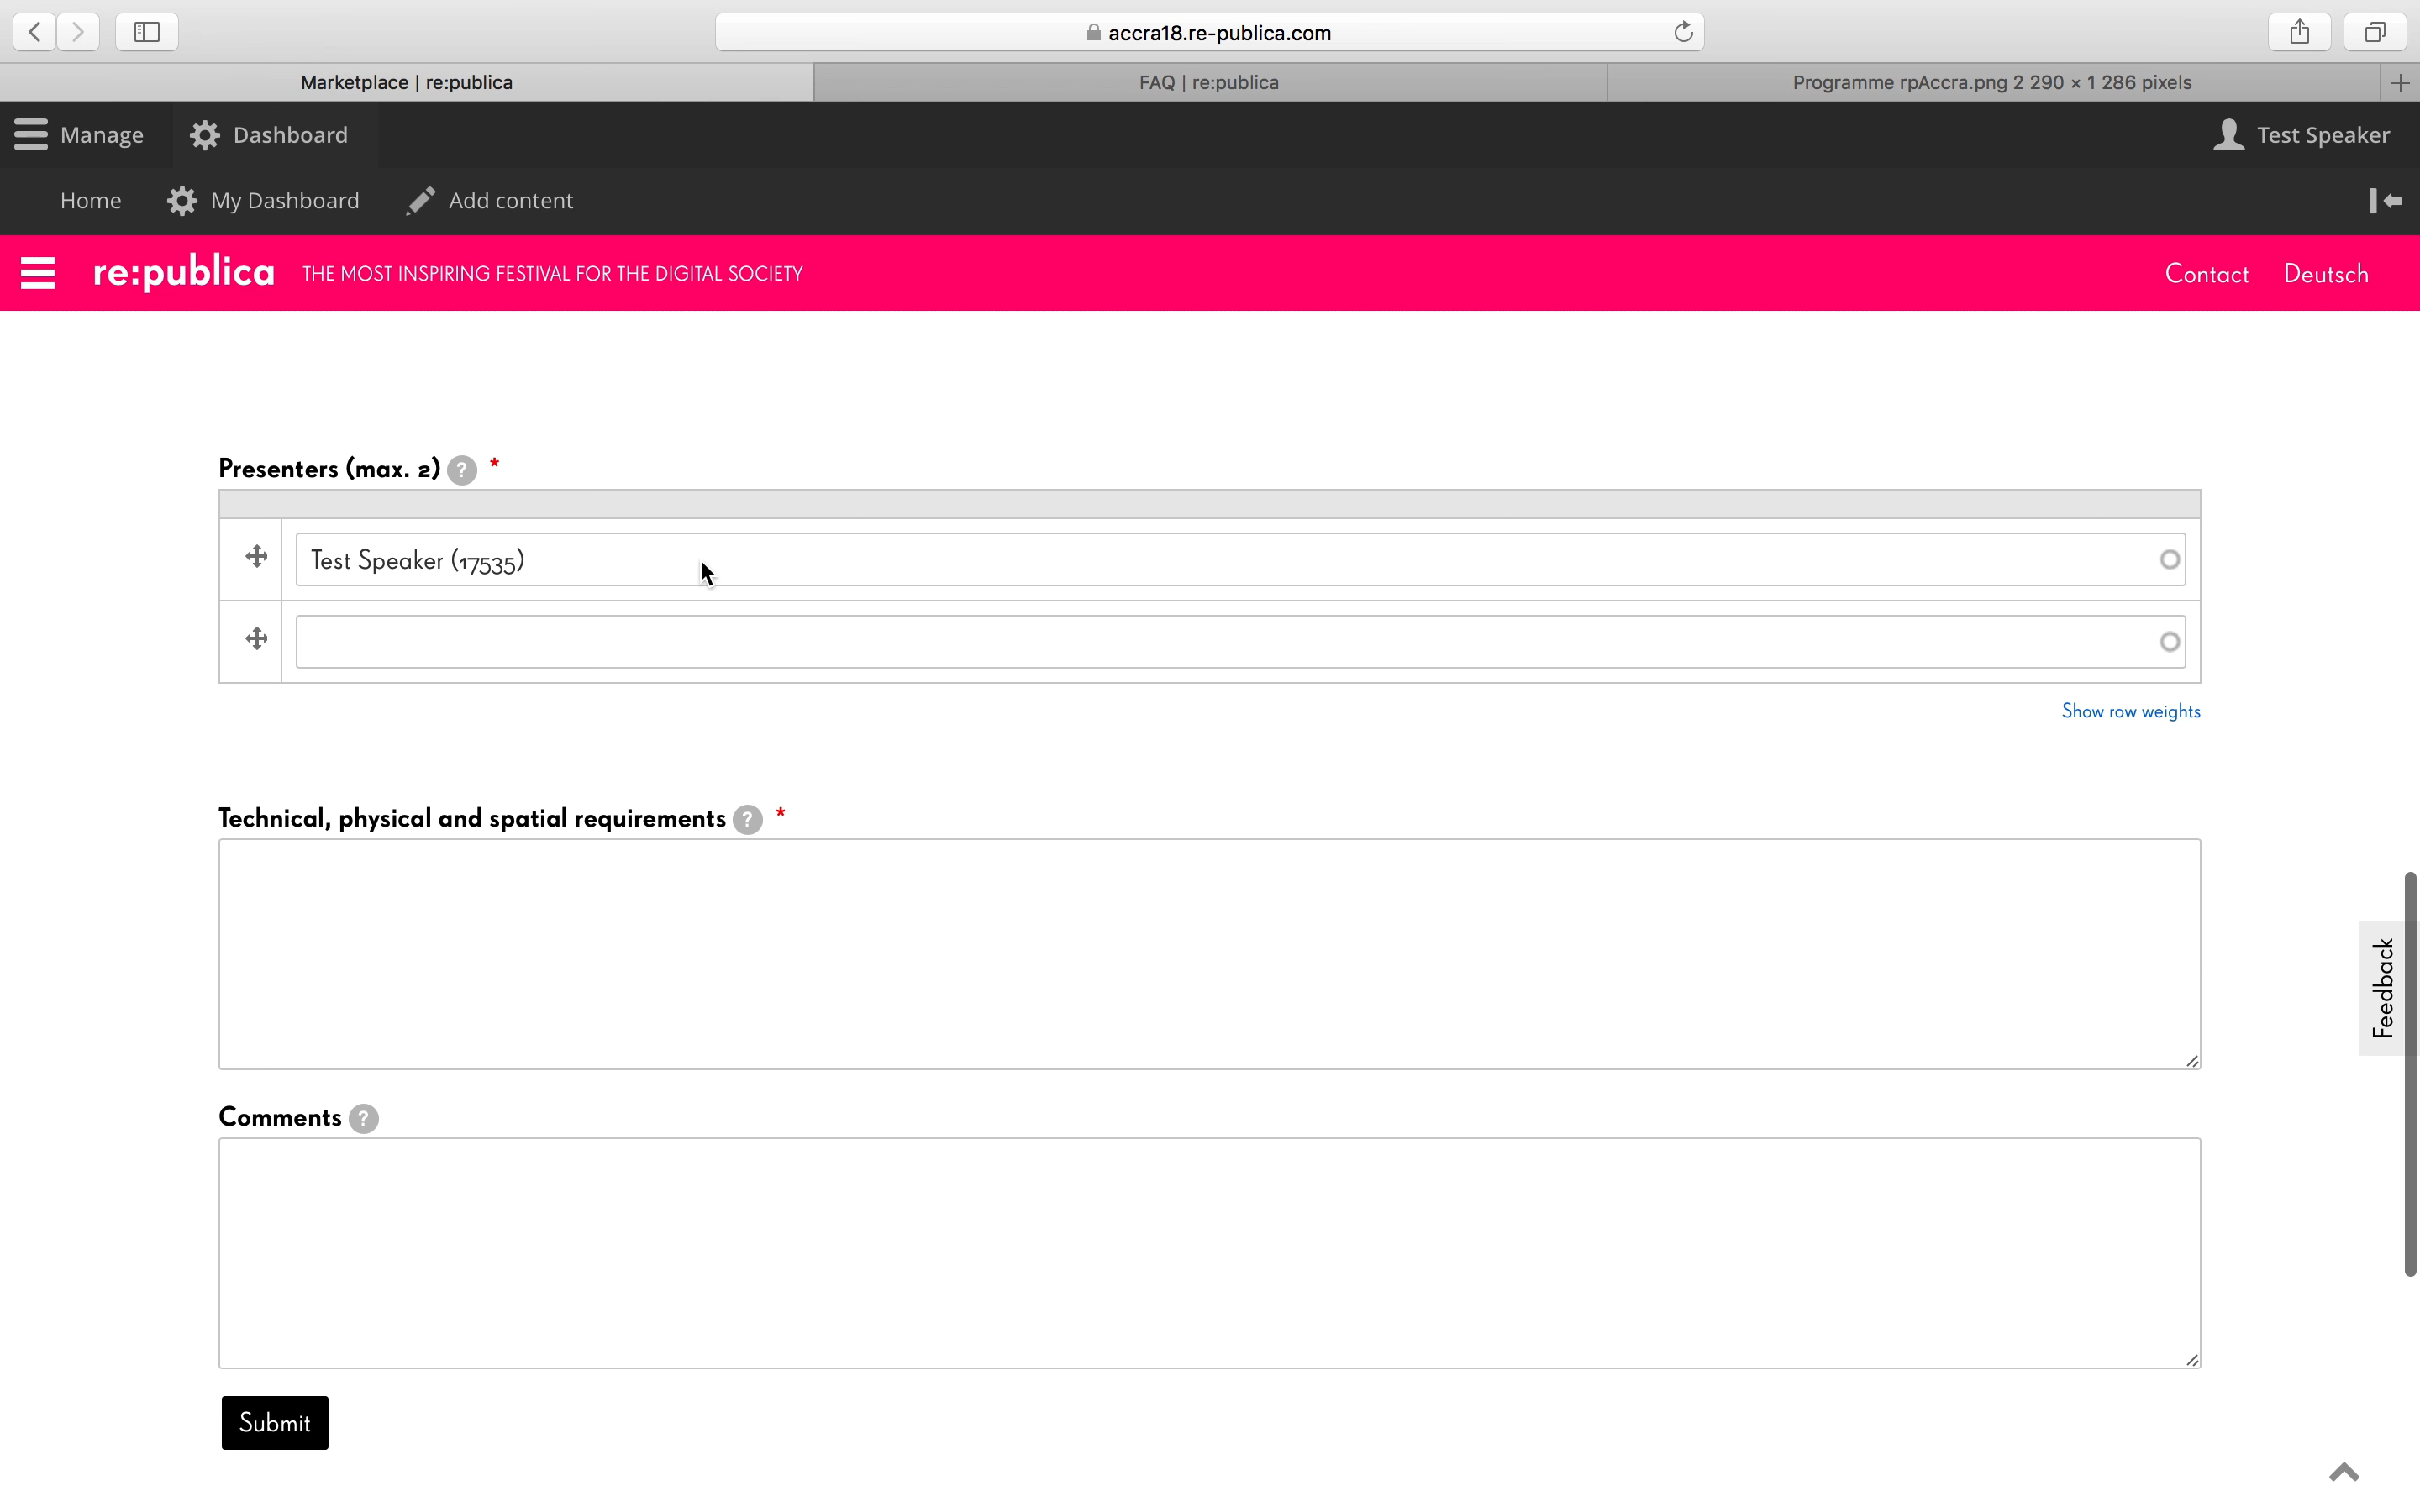 accra18.re-publica.com
Marketplace | re:publica
FAQ | re:publica
Programme rpAccra.png 2 290 × 1 286 pixels
Manage
Dashboard
Test Speaker
Home
My Dashboard
Add content
re:publica
THE MOST INSPIRING FESTIVAL FOR THE DIGITAL SOCIETY
Contact
Deutsch
Presenters (max. 2) ? *
Test Speaker (17535)
Show row weights
Technical, physical and spatial requirements ? *
Feedback
Comments ?
Submit